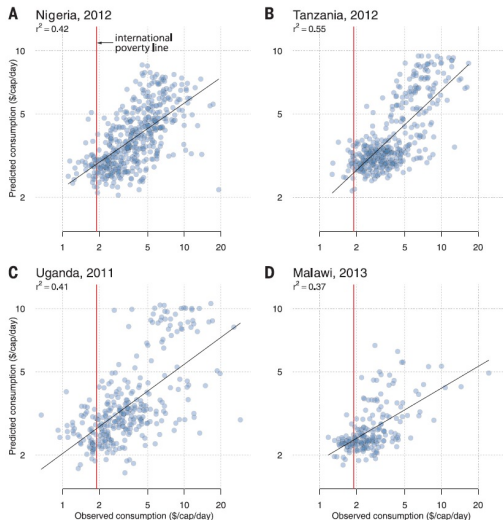 A Nigeria, 2012
r² = 0.42
international
poverty line
Predicted consumption ($/cap/day)
10
5
2
1 2 5 10 20
B Tanzania, 2012
r² = 0.55
10
5
2
1 2 5 10 20
C Uganda, 2011
r² = 0.41
Predicted consumption ($/cap/day)
10
5
2
1 2 5 10 20
Observed consumption ($/cap/day)
D Malawi, 2013
r² = 0.37
10
5
2
1 2 5 10 20
Observed consumption ($/cap/day)